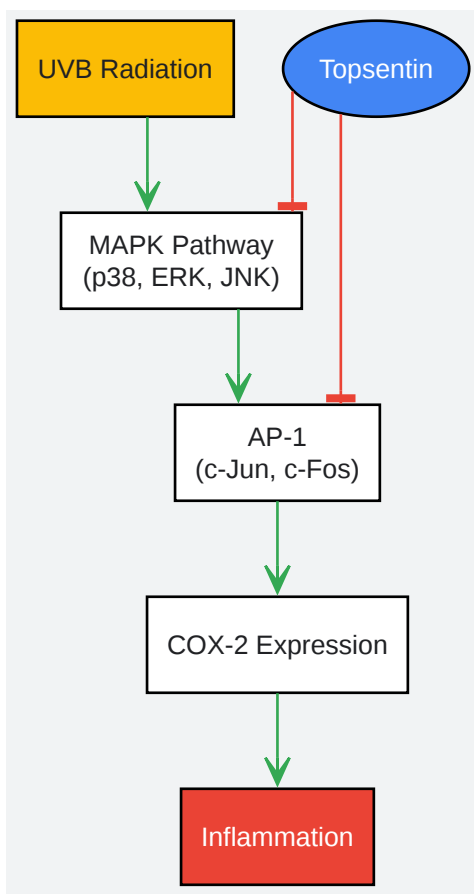 UVB Radiation
Topsentin
MAPK Pathway
(p38, ERK, JNK)
AP-1
(c-Jun, c-Fos)
COX-2 Expression
Inflammation